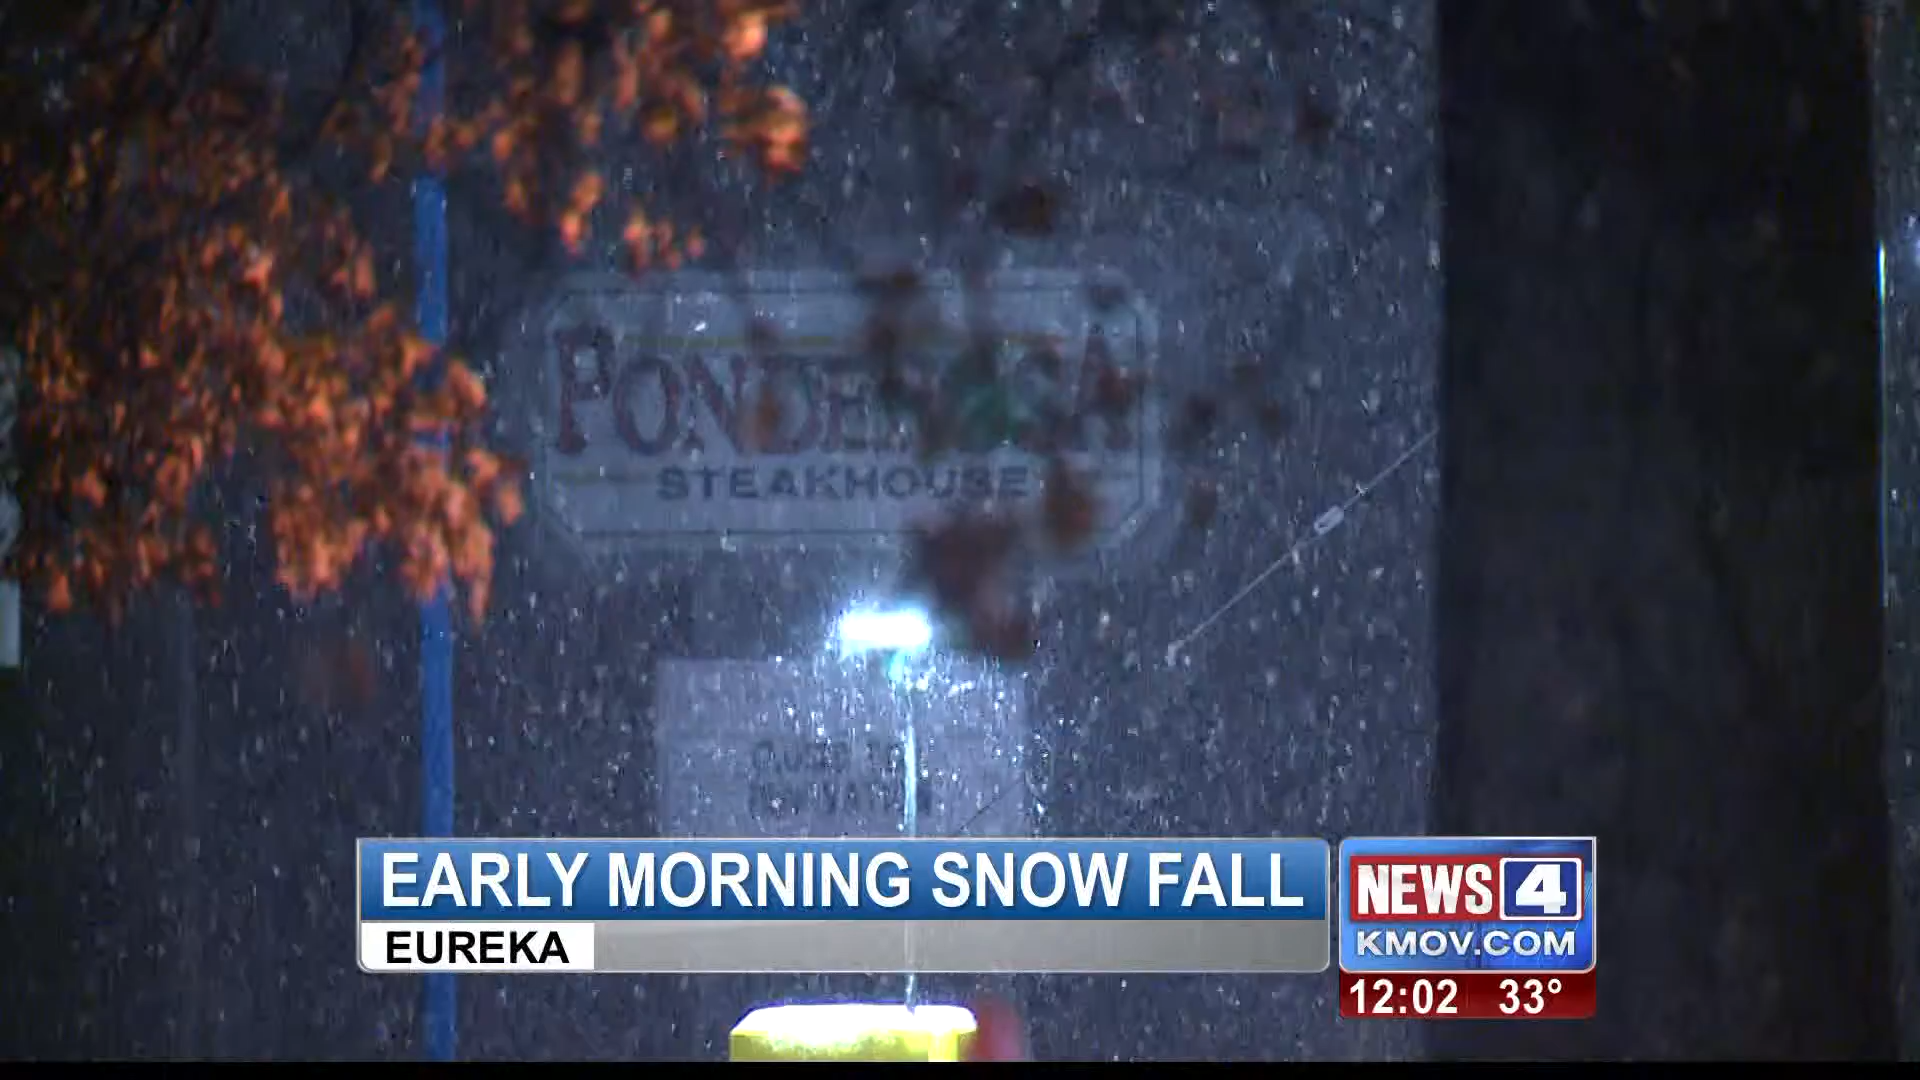 PONDEROSA
STEAKHOUSE
EARLY MORNING SNOW FALL
EUREKA
NEWS 4
KMOV.COM
12:02 33°